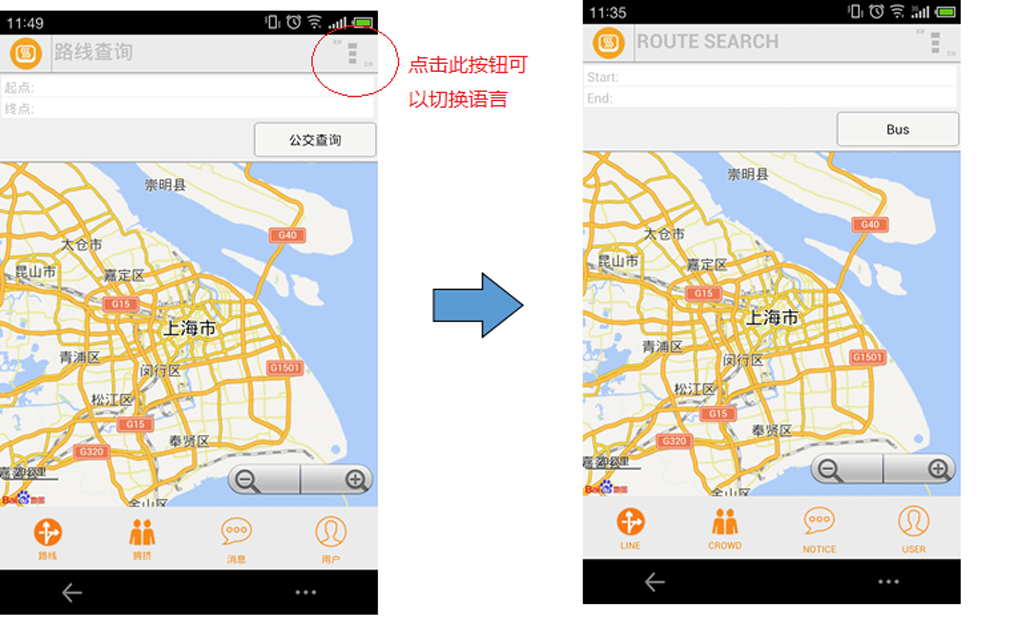 11:49
路线查询
EN
ZH
起点:
终点:
公交查询
崇明县
G40
太仓市
昆山市
嘉定区
G15
上海市
青浦区
闵行区
G1501
松江区
G15
奉贤区
G320
金山区
路线
拥挤
消息
用户
点击此按钮可
以切换语言
11:35
3G
ROUTE SEARCH
EN
ZH
Start:
End:
Bus
崇明县
G40
太仓市
昆山市
嘉定区
G15
上海市
青浦区
闵行区
G1501
松江区
G15
奉贤区
G320
金山区
LINE
CROWD
NOTICE
USER